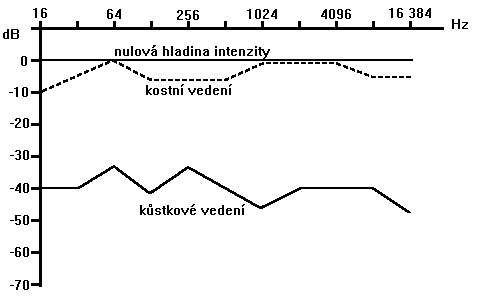 16 64 256 1024 4096 16 384 Hz
dB
nulová hladina intenzity
0
kostní vedení
-10
-20
-30
-40
kůstkové vedení
-50
-60
-70